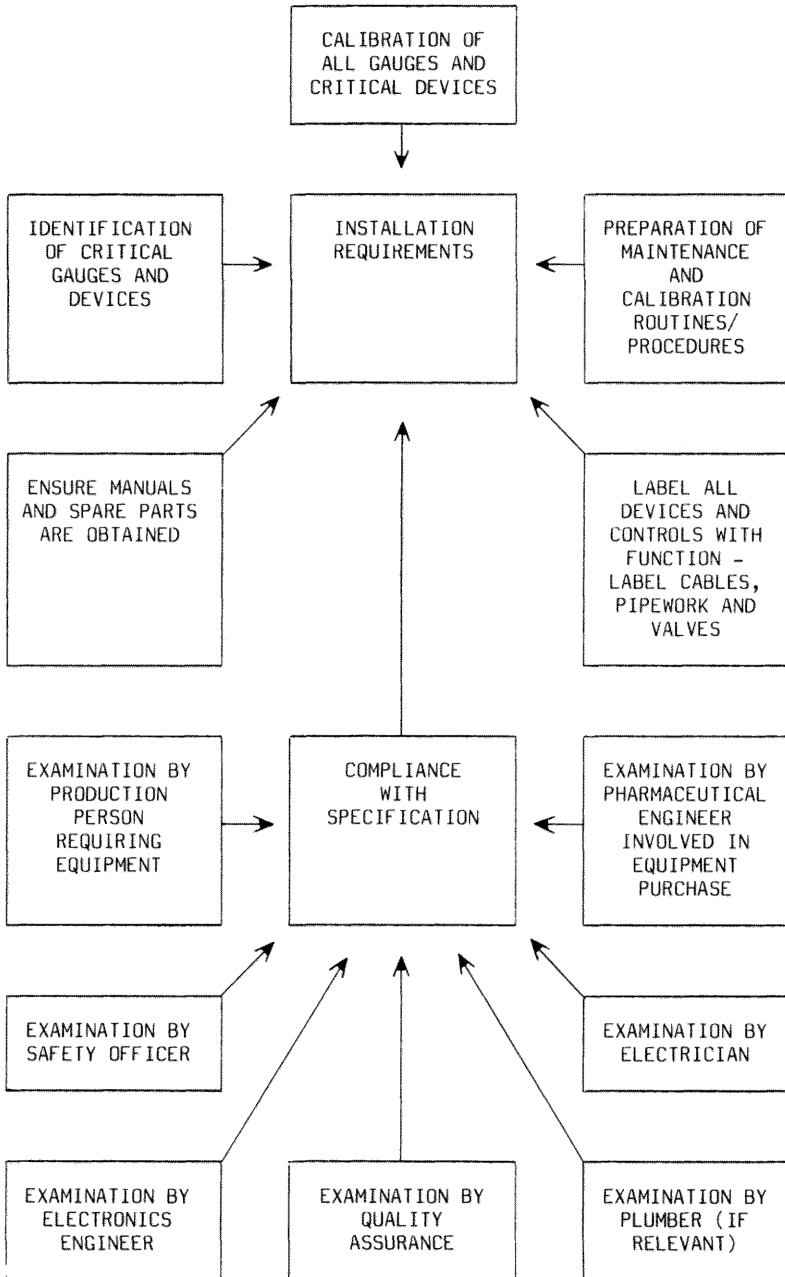 CALIBRATION OF
ALL GAUGES AND
CRITICAL DEVICES
IDENTIFICATION
OF CRITICAL
GAUGES AND
DEVICES
INSTALLATION
REQUIREMENTS
PREPARATION OF
MAINTENANCE
AND
CALIBRATION
ROUTINES/
PROCEDURES
ENSURE MANUALS
AND SPARE PARTS
ARE OBTAINED
LABEL ALL
DEVICES AND
CONTROLS WITH
FUNCTION -
LABEL CABLES,
PIPEWORK AND
VALVES
EXAMINATION BY
PRODUCTION
PERSON
REQUIRING
EQUIPMENT
COMPLIANCE
WITH
SPECIFICATION
EXAMINATION BY
PHARMACEUTICAL
ENGINEER
INVOLVED IN
EQUIPMENT
PURCHASE
EXAMINATION BY
SAFETY OFFICER
EXAMINATION BY
ELECTRICIAN
EXAMINATION BY
ELECTRONICS
ENGINEER
EXAMINATION BY
QUALITY
ASSURANCE
EXAMINATION BY
PLUMBER (IF
RELEVANT)